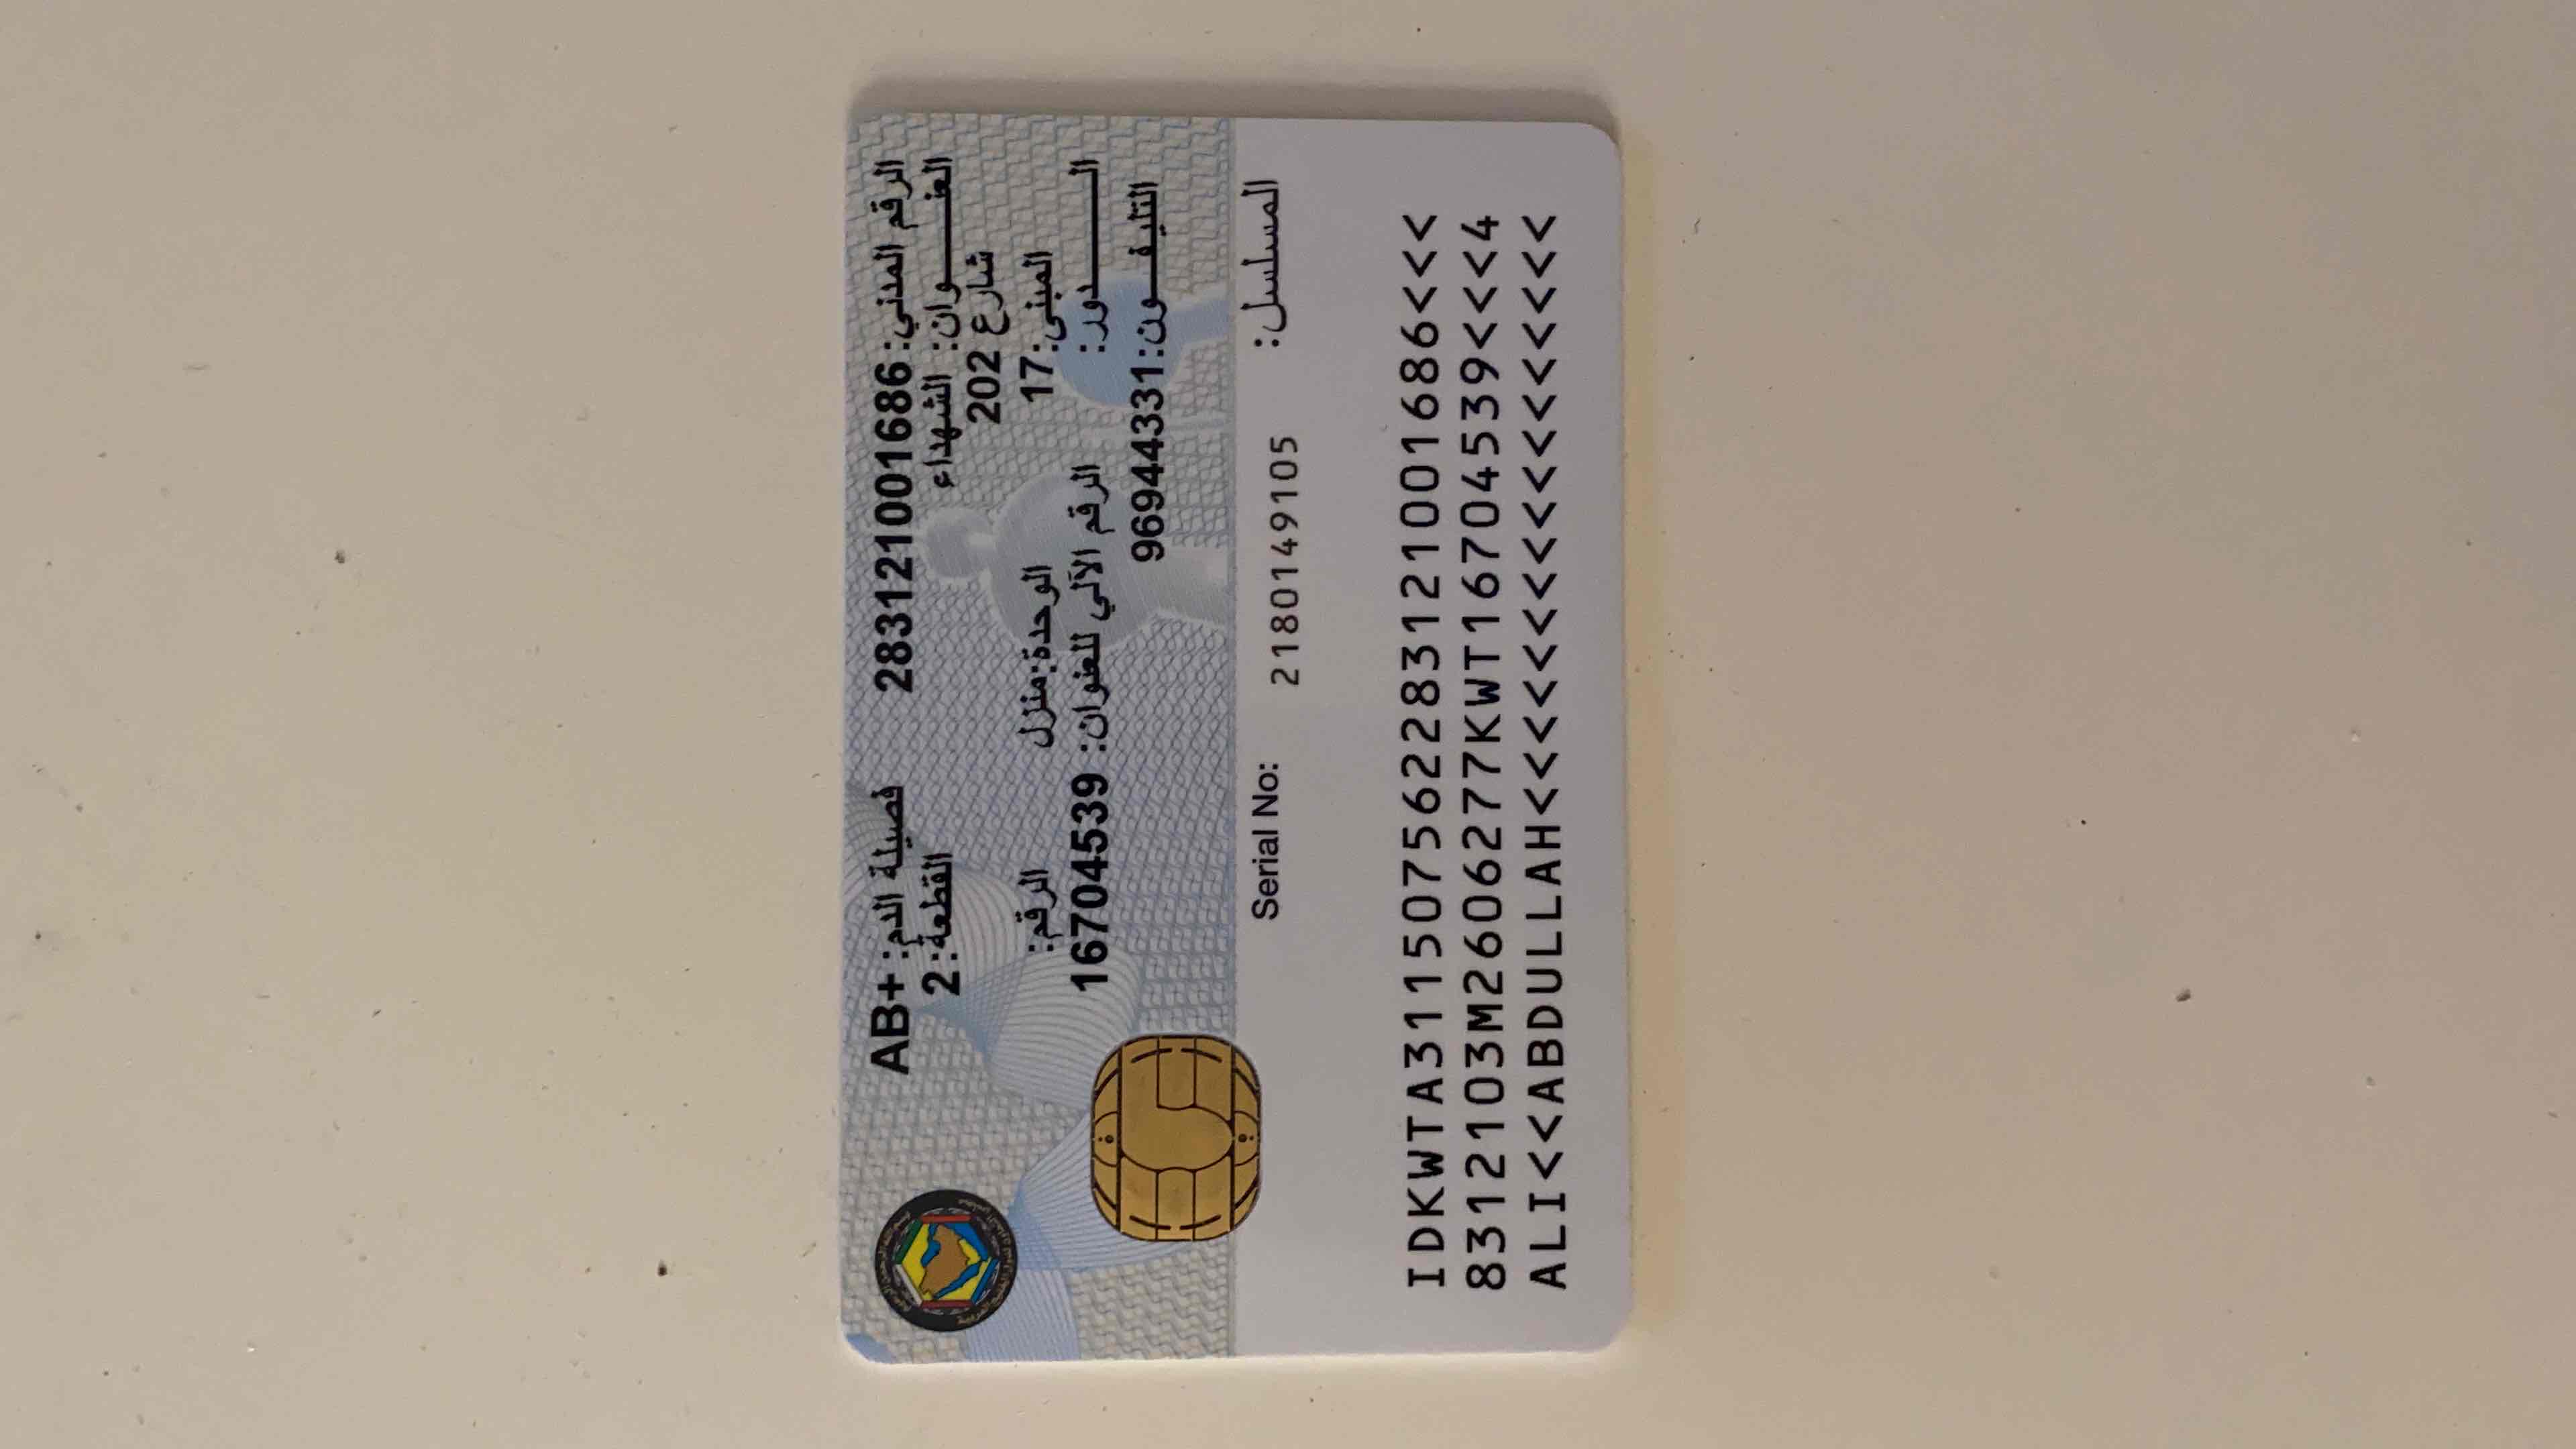 الرقم المدني: 283121001686 فصيلة الدم: AB+
العنوان: الشهداء القطعة: 2
شارع 202
المبنى: 17 الوحدة: منزل الرقم:
الدور: الرقم الآلي للعنوان: 16704539
التليفون: 96944331
المسلسل: 2180149105 Serial No:
IDKWTA311507562283121001686<<<
8312103M2606277KWT16704539<<<4
ALI<<ABDULLAH<<<<<<<<<<<<<<<<<